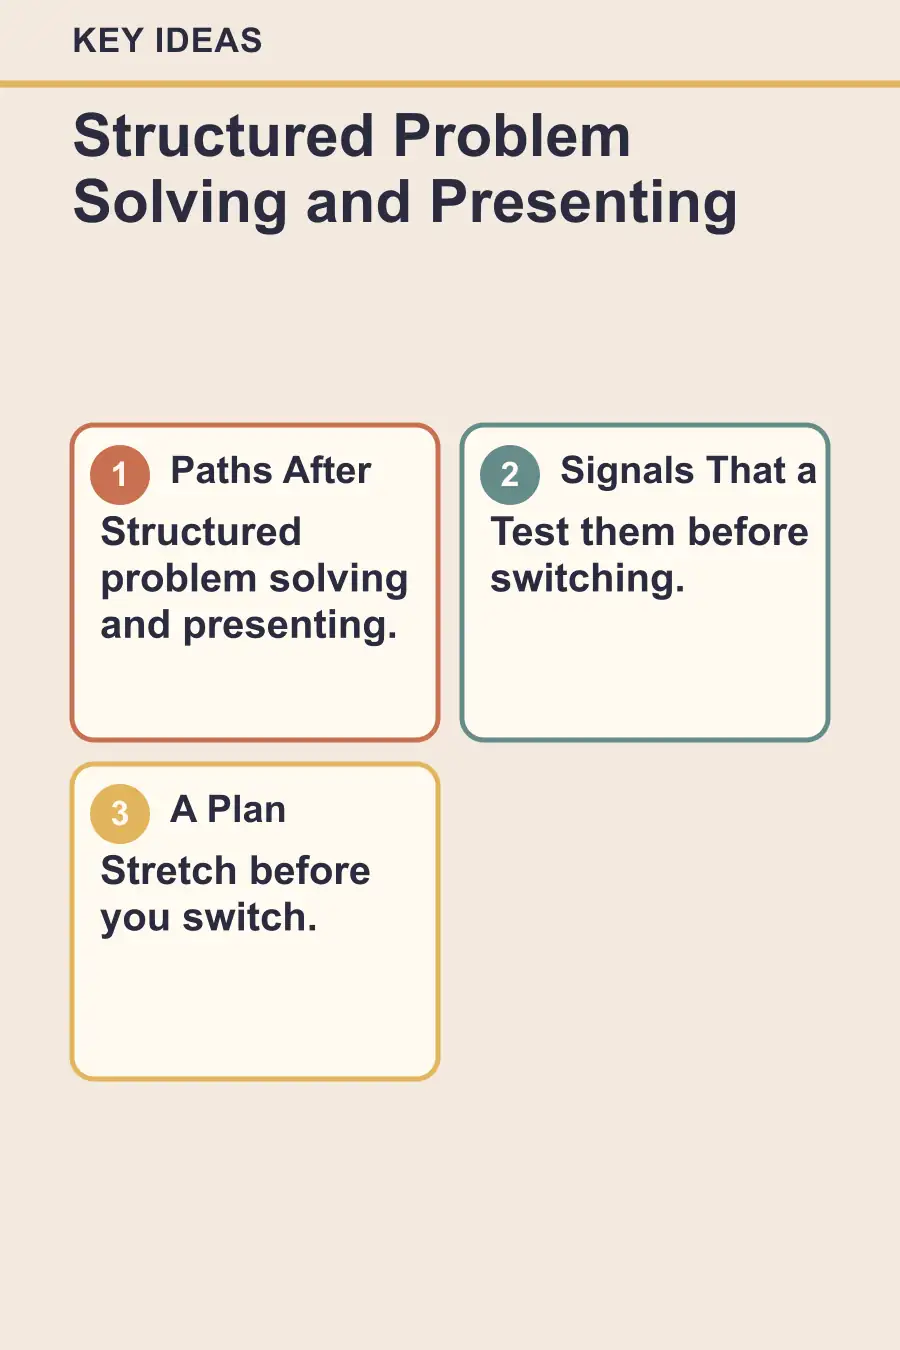 KEY IDEAS
Structured Problem
Solving and Presenting
1 Paths After
Structured
problem solving
and presenting.
2 Signals That a
Test them before
switching.
3 A Plan
Stretch before
you switch.